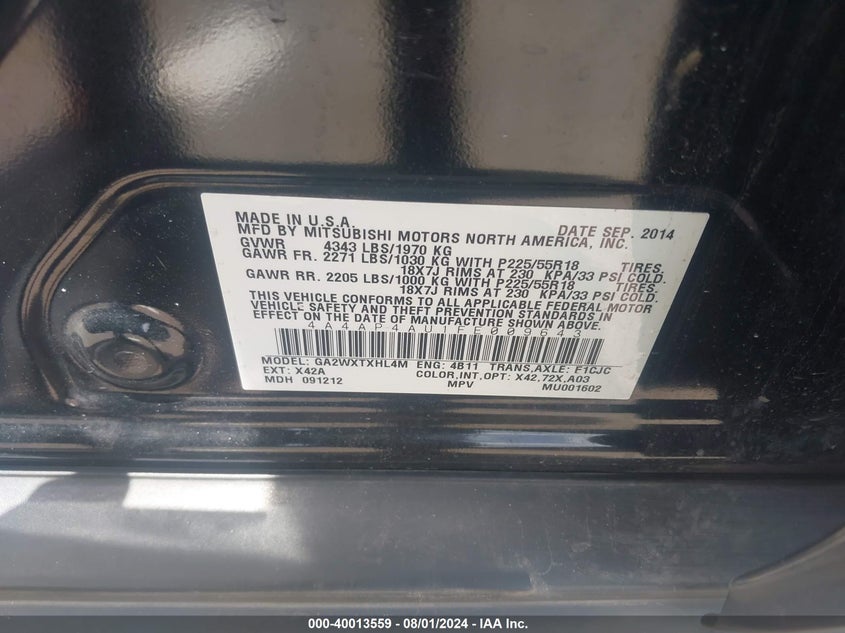 MADE IN U.S.A. DATE SEP. 2014
MFD BY MITSUBISHI MOTORS NORTH AMERICA, INC.
GVWR 4343 LBS/1970 KG
GAWR FR. 2271 LBS/1030 KG WITH P225/55R18 TIRES,
18X7J RIMS AT 230 KPA/33 PSI COLD.
GAWR RR. 2205 LBS/1000 KG WITH P225/55R18 TIRES,
18X7J RIMS AT 230 KPA/33 PSI COLD.
THIS VEHICLE CONFORMS TO ALL APPLICABLE FEDERAL MOTOR
VEHICLE SAFETY AND THEFT PREVENTION STANDARDS IN
EFFECT ON THE DATE OF MANUFACTURE SHOWN ABOVE.
4A4AP4AU1FE009643
MODEL: GA2WXTXHL4M ENG: 4B11 TRANS,AXLE: F1CJC
EXT: X42A COLOR,INT,OPT: X42,72X,A03
MDH 091212 MPV MU001602
000-40013559 - 08/01/2024 - IAA Inc.